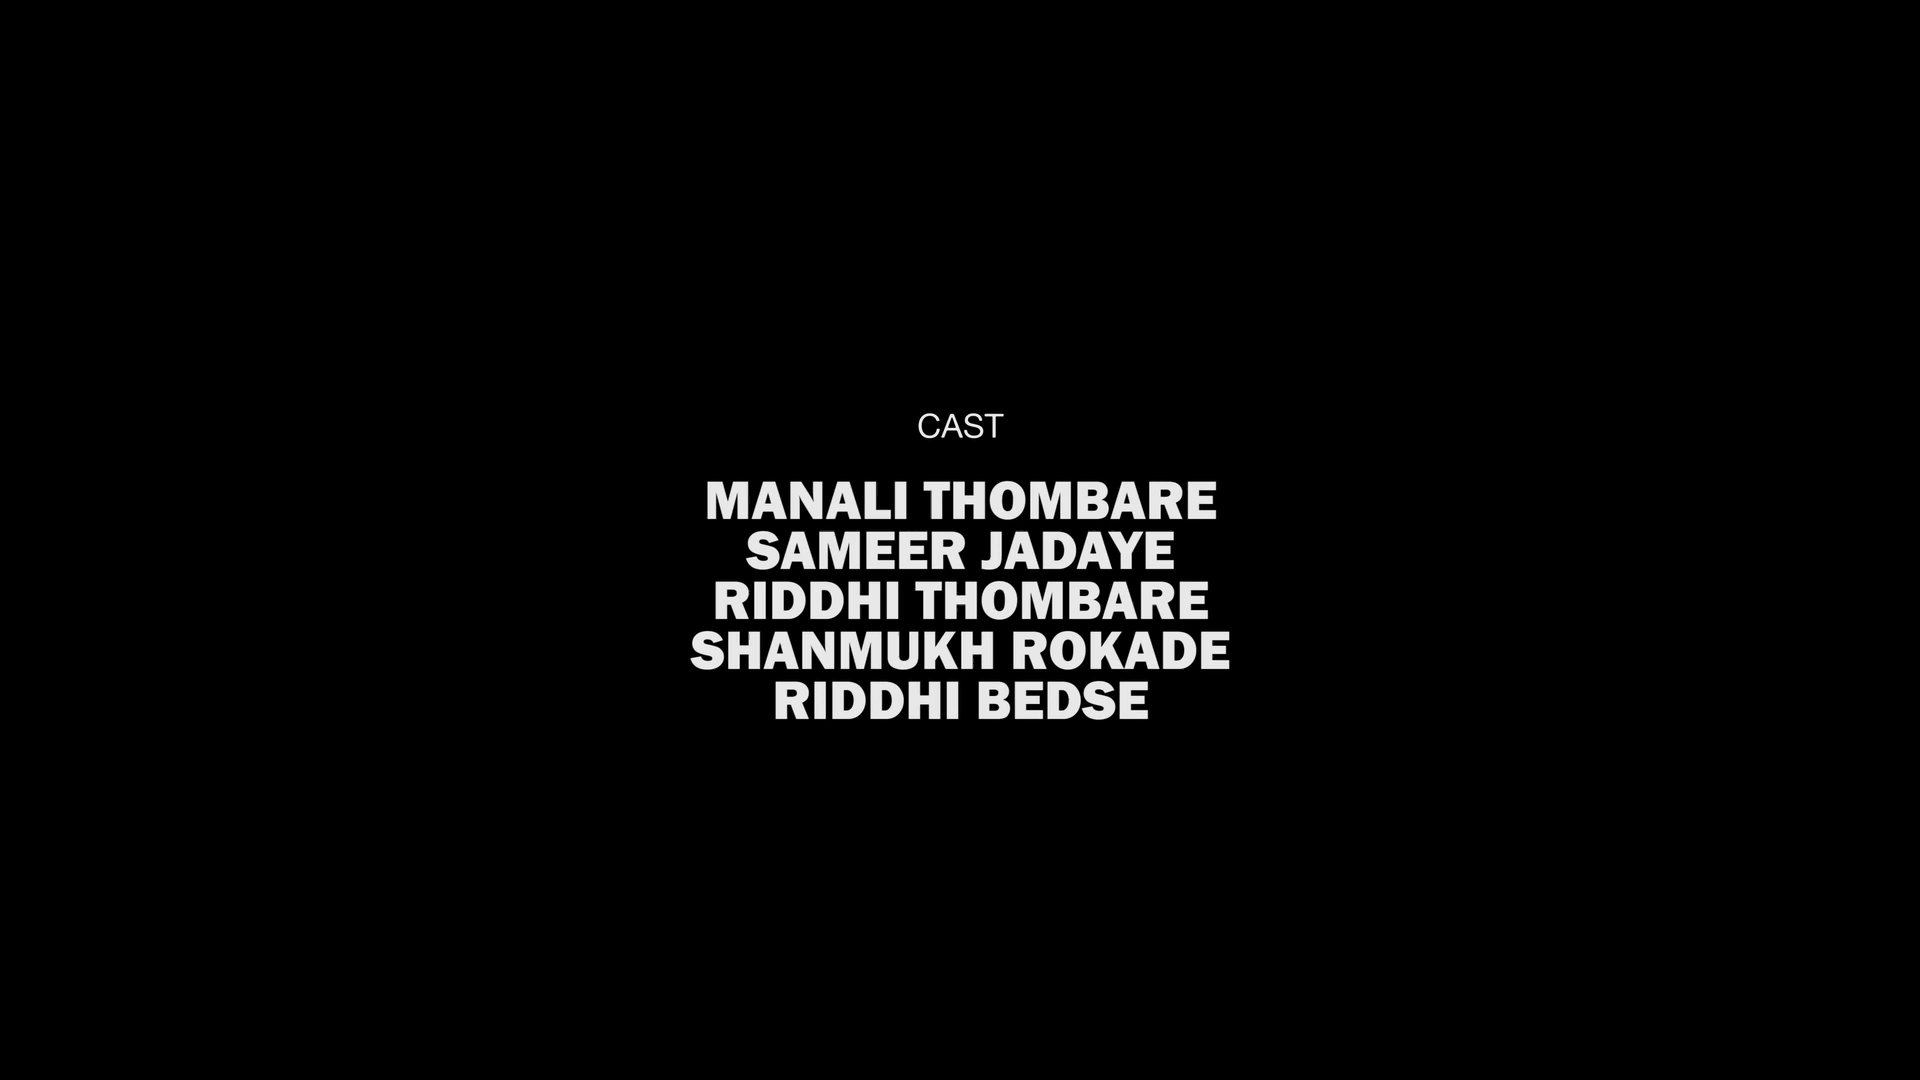 CAST
MANALI THOMBARE
SAMEER JADAYE
RIDDHI THOMBARE
SHANMUKH ROKADE
RIDDHI BEDSE